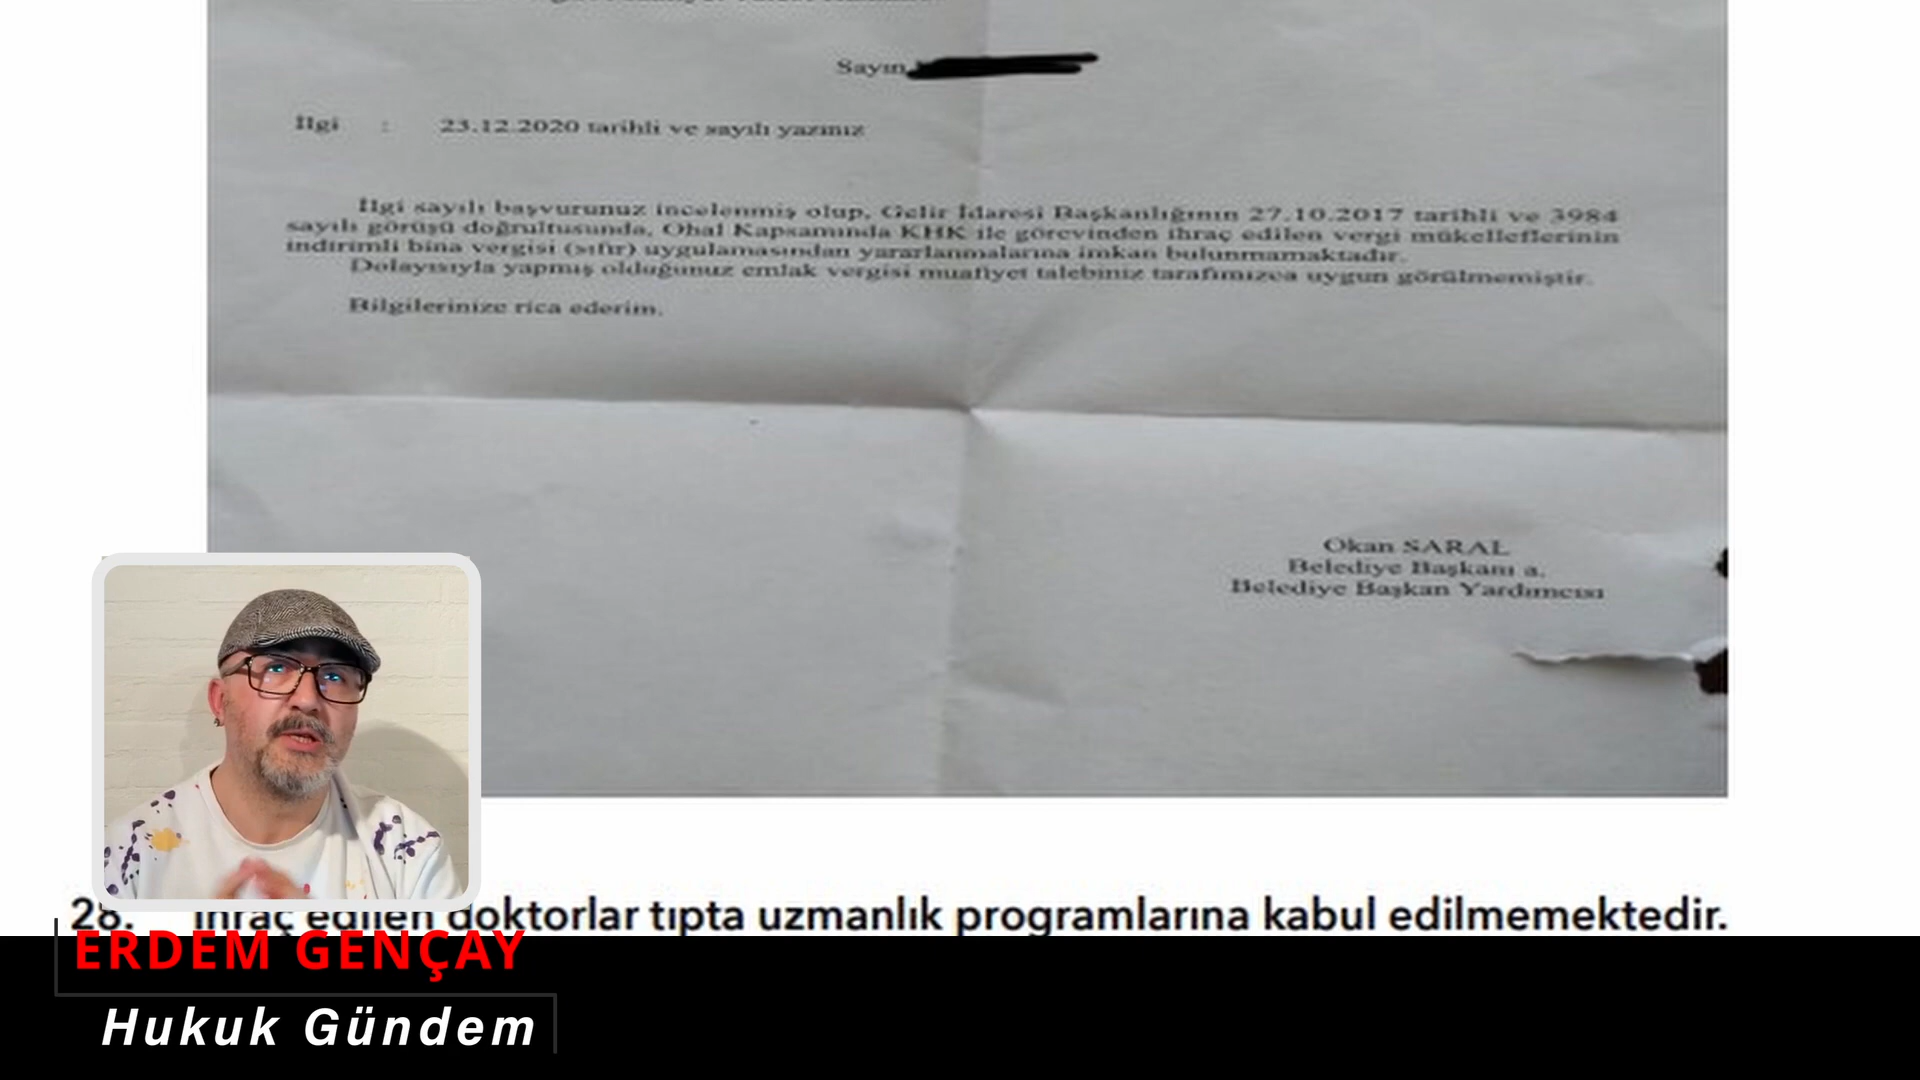 Sayın
İlgi : 23.12.2020 tarihli ve sayılı yazınız
İlgi sayılı başvurunuz incelenmiş olup, Gelir İdaresi Başkanlığının 27.10.2017 tarihli ve 3984
sayılı görüşü doğrultusunda, Ohal Kapsamında KHK ile görevinden ihraç edilen vergi mükelleflerinin
indirimli bina vergisi (sıfır) uygulamasından yararlanmalarına imkan bulunmamaktadır.
Dolayısıyla yapmış olduğunuz emlak vergisi muafiyet talebiniz tarafımızca uygun görülmemiştir.
Bilgilerinize rica ederim.
Okan SARAL
Belediye Başkanı a.
Belediye Başkan Yardımcısı
28. İhraç edilen doktorlar tıpta uzmanlık programlarına kabul edilmemektedir.
ERDEM GENÇAY
Hukuk Gündem